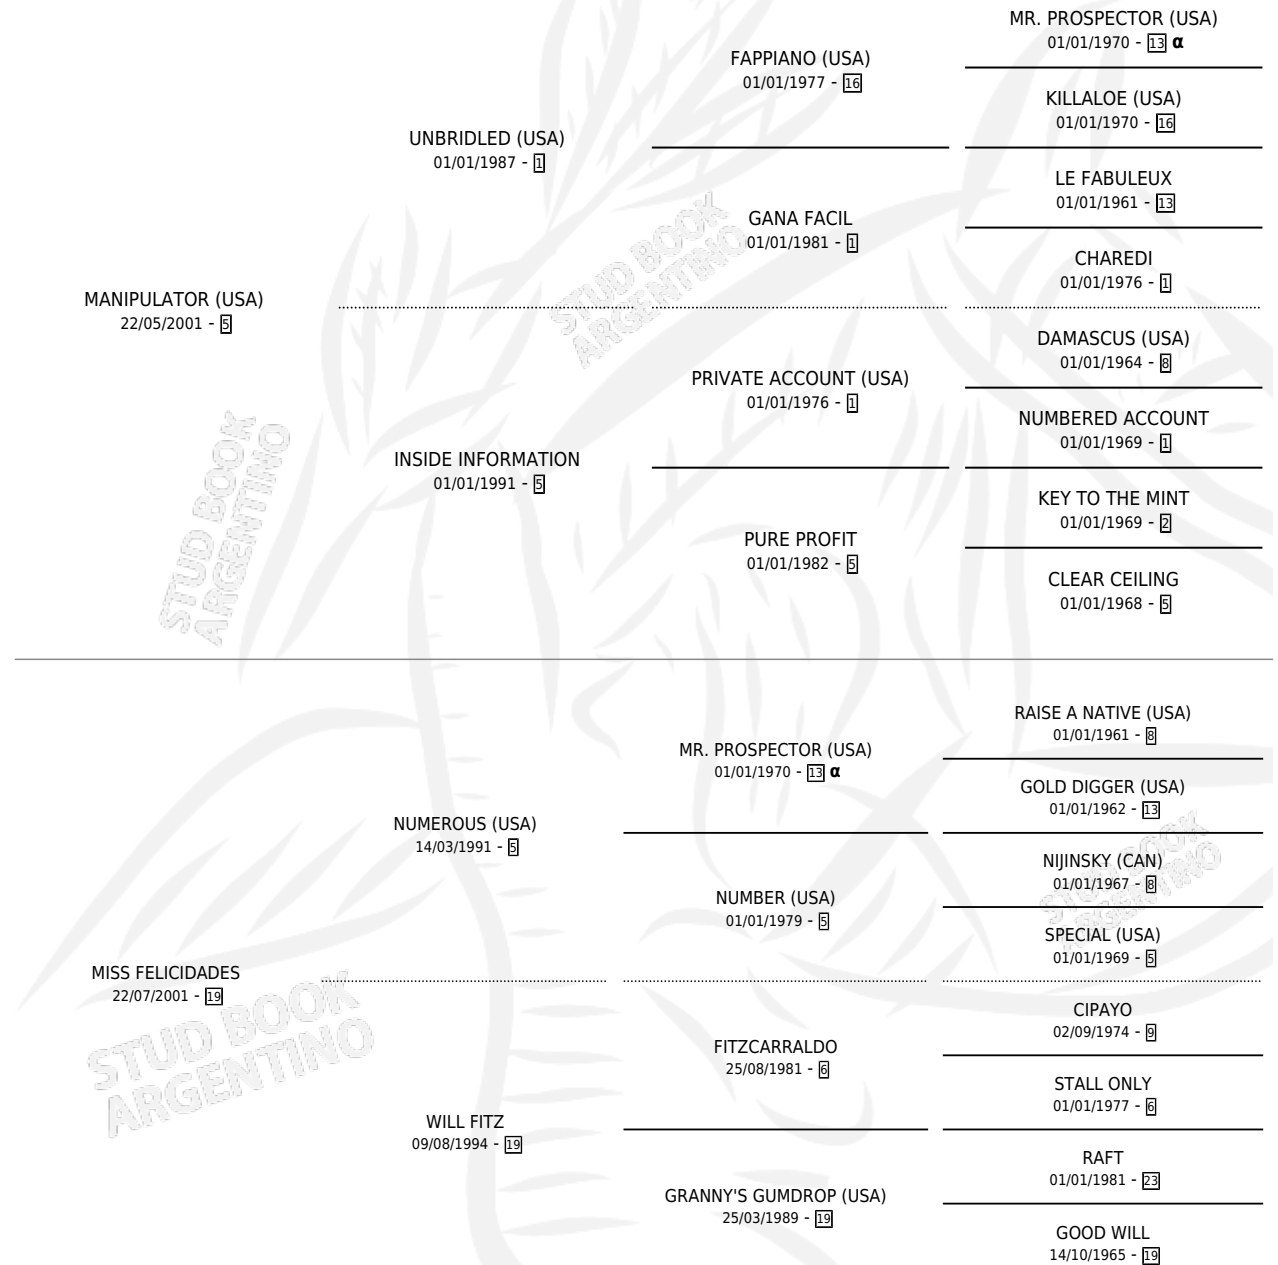 MR. PROSPECTOR (USA)
01/01/1970 - 13 α
FAPPIANO (USA)
01/01/1977 - 16
KILLALOE (USA)
01/01/1970 - 16
UNBRIDLED (USA)
01/01/1987 - 1
LE FABULEUX
01/01/1961 - 13
GANA FACIL
01/01/1981 - 1
CHAREDI
01/01/1976 - 1
MANIPULATOR (USA)
22/05/2001 - 5
DAMASCUS (USA)
01/01/1964 - 8
PRIVATE ACCOUNT (USA)
01/01/1976 - 1
NUMBERED ACCOUNT
01/01/1969 - 1
INSIDE INFORMATION
01/01/1991 - 5
KEY TO THE MINT
01/01/1969 - 2
PURE PROFIT
01/01/1982 - 5
CLEAR CEILING
01/01/1968 - 5
RAISE A NATIVE (USA)
01/01/1961 - 8
MR. PROSPECTOR (USA)
01/01/1970 - 13 α
GOLD DIGGER (USA)
01/01/1962 - 13
NUMEROUS (USA)
14/03/1991 - 5
NIJINSKY (CAN)
01/01/1967 - 8
NUMBER (USA)
01/01/1979 - 5
SPECIAL (USA)
01/01/1969 - 5
MISS FELICIDADES
22/07/2001 - 19
CIPAYO
02/09/1974 - 9
FITZCARRALDO
25/08/1981 - 6
STALL ONLY
01/01/1977 - 6
WILL FITZ
09/08/1994 - 19
RAFT
01/01/1981 - 23
GRANNY'S GUMDROP (USA)
25/03/1989 - 19
GOOD WILL
14/10/1965 - 19
STUD BOOK
ARGENTINO
STUD BOOK
ARGENTINO
STUD BOOK
ARGENTINO
STUD BOOK
ARGENTINO